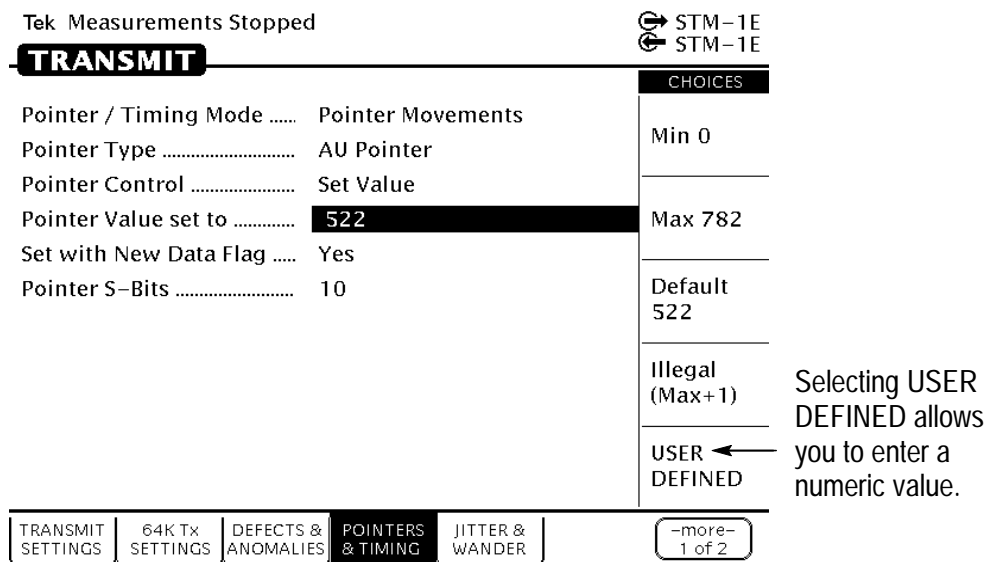 Tek Measurements Stopped
STM-1E
STM-1E
TRANSMIT
Pointer / Timing Mode ...... Pointer Movements
Pointer Type .......................... AU Pointer
Pointer Control ..................... Set Value
Pointer Value set to ............. 522
Set with New Data Flag ..... Yes
Pointer S-Bits ........................ 10
CHOICES
Min 0
Max 782
Default
522
Illegal
(Max+1)
USER
DEFINED
Selecting USER
DEFINED allows
you to enter a
numeric value.
TRANSMIT
SETTINGS
64K Tx
SETTINGS
DEFECTS &
ANOMALIES
POINTERS
& TIMING
JITTER &
WANDER
-more-
1 of 2